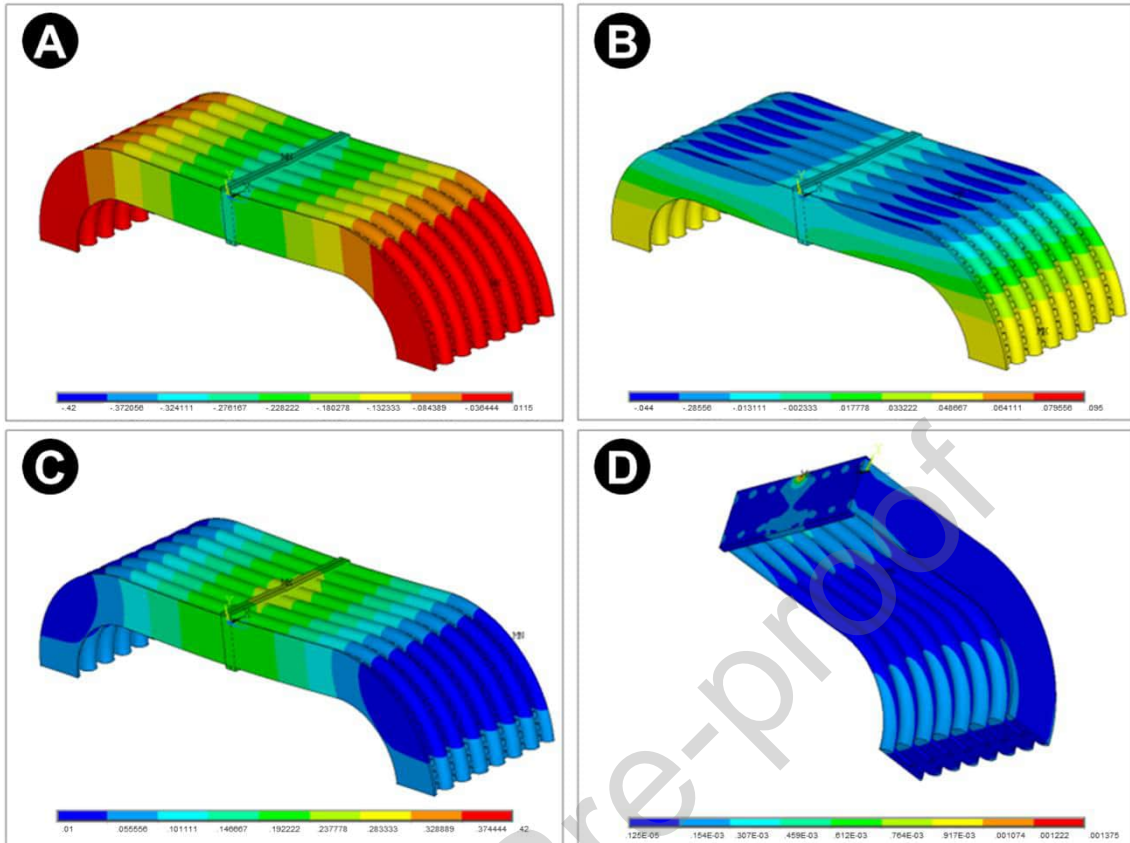 A
B
-.42 -.372056 -.324111 -.276167 -.228222 -.180278 -.132333 -.084389 -.036444 .0115
-.044 -.28556 -.013111 -.002333 .017778 .033222 .048667 .064111 .079556 .095
C
D
.01 .055556 .101111 .146667 .192222 .237778 .283333 .328889 .374444 .42
.125E-05 .154E-03 .307E-03 .459E-03 .612E-03 .764E-03 .917E-03 .001074 .001222 .001375
re-proof